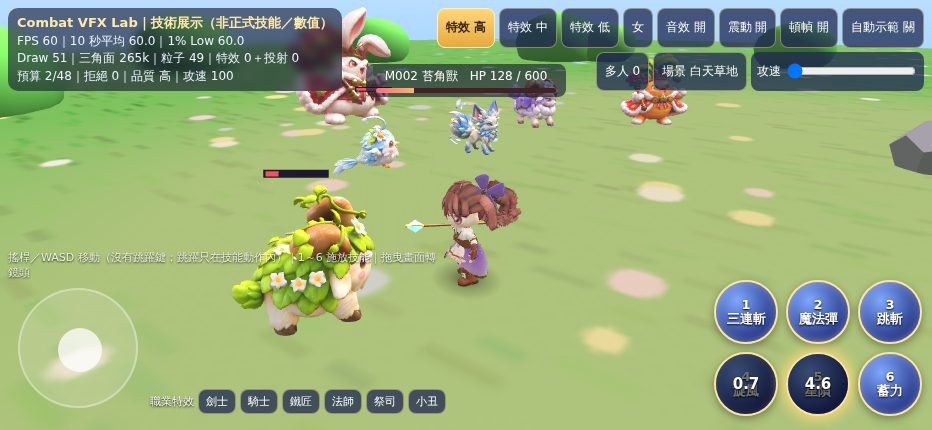 Combat VFX Lab｜技術展示（非正式技能／數值）
FPS 60｜10 秒平均 60.0｜1% Low 60.0
Draw 51｜三角面 265k｜粒子 49｜特效 0＋投射 0
預算 2/48｜拒絕 0｜品質 高｜攻速 100
特效 高
特效 中
特效 低
女
音效 開
震動 開
頓幀 開
自動示範 關
多人 0
場景 白天草地
攻速
M002 苔角獸 HP 128 / 600
搖桿／WASD 移動（沒有跳躍鍵；跳躍只在技能動作內）｜1～6 施放技能｜拖曳畫面轉
鏡頭
1
三連斬
2
魔法彈
3
跳斬
0.7
4.6
6
蓄力
職業特效
劍士
騎士
鐵匠
法師
祭司
小丑